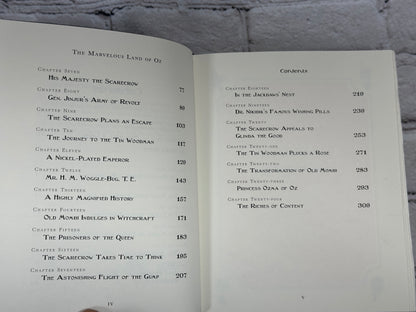 The Marvelous Land of Oz
Chapter Seven
His Majesty the Scarecrow 77
Chapter Eight
Gen. Jinjur's Army of Revolt 89
Chapter Nine
The Scarecrow Plans an Escape 103
Chapter Ten
The Journey to the Tin Woodman 119
Chapter Eleven
A Nickel-Plated Emperor 129
Chapter Twelve
Mr. H. M. Woggle-Bug, T. E. 143
Chapter Thirteen
A Highly Magnified History 157
Chapter Fourteen
Old Mombi Indulges in Witchcraft 171
Chapter Fifteen
The Prisoners of the Queen 183
Chapter Sixteen
The Scarecrow Takes Time to Think 195
Chapter Seventeen
The Astonishing Flight of the Gump 207
iv
Contents
Chapter Eighteen
In the Jackdaws' Nest 219
Chapter Nineteen
Dr. Nikidik's Famous Wishing Pills 239
Chapter Twenty
The Scarecrow Appeals to
Glinda the Good 253
Chapter Twenty-One
The Tin Woodman Plucks a Rose 271
Chapter Twenty-Two
The Transformation of Old Mombi 283
Chapter Twenty-Three
Princess Ozma of Oz 293
Chapter Twenty-Four
The Riches of Content 309
v